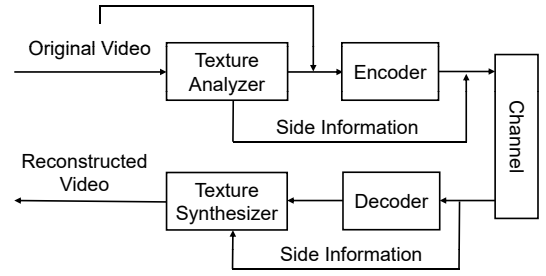 Original Video
Texture
Analyzer
Encoder
Side Information
Channel
Reconstructed
Video
Texture
Synthesizer
Decoder
Side Information